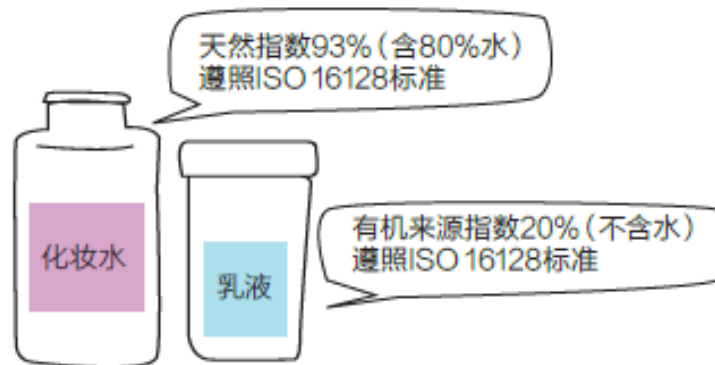 天然指数93%（含80%水）
遵照ISO 16128标准
化妆水
乳液
有机来源指数20%（不含水）
遵照ISO 16128标准